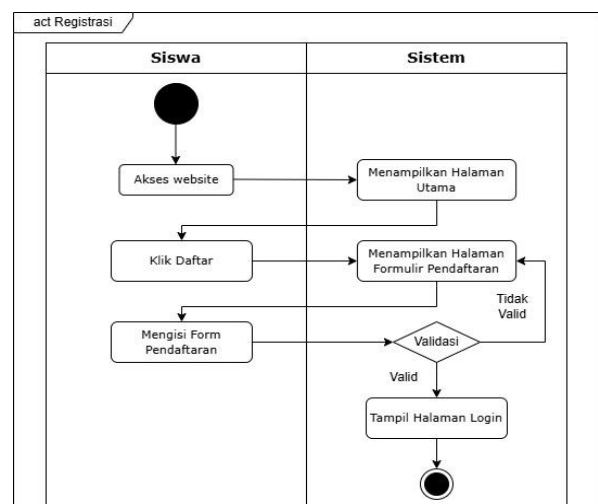 act Registrasi
Siswa
Sistem
Akses website
Menampilkan Halaman
Utama
Klik Daftar
Menampilkan Halaman
Formulir Pendaftaran
Tidak
Valid
Mengisi Form
Pendaftaran
Validasi
Valid
Tampil Halaman Login